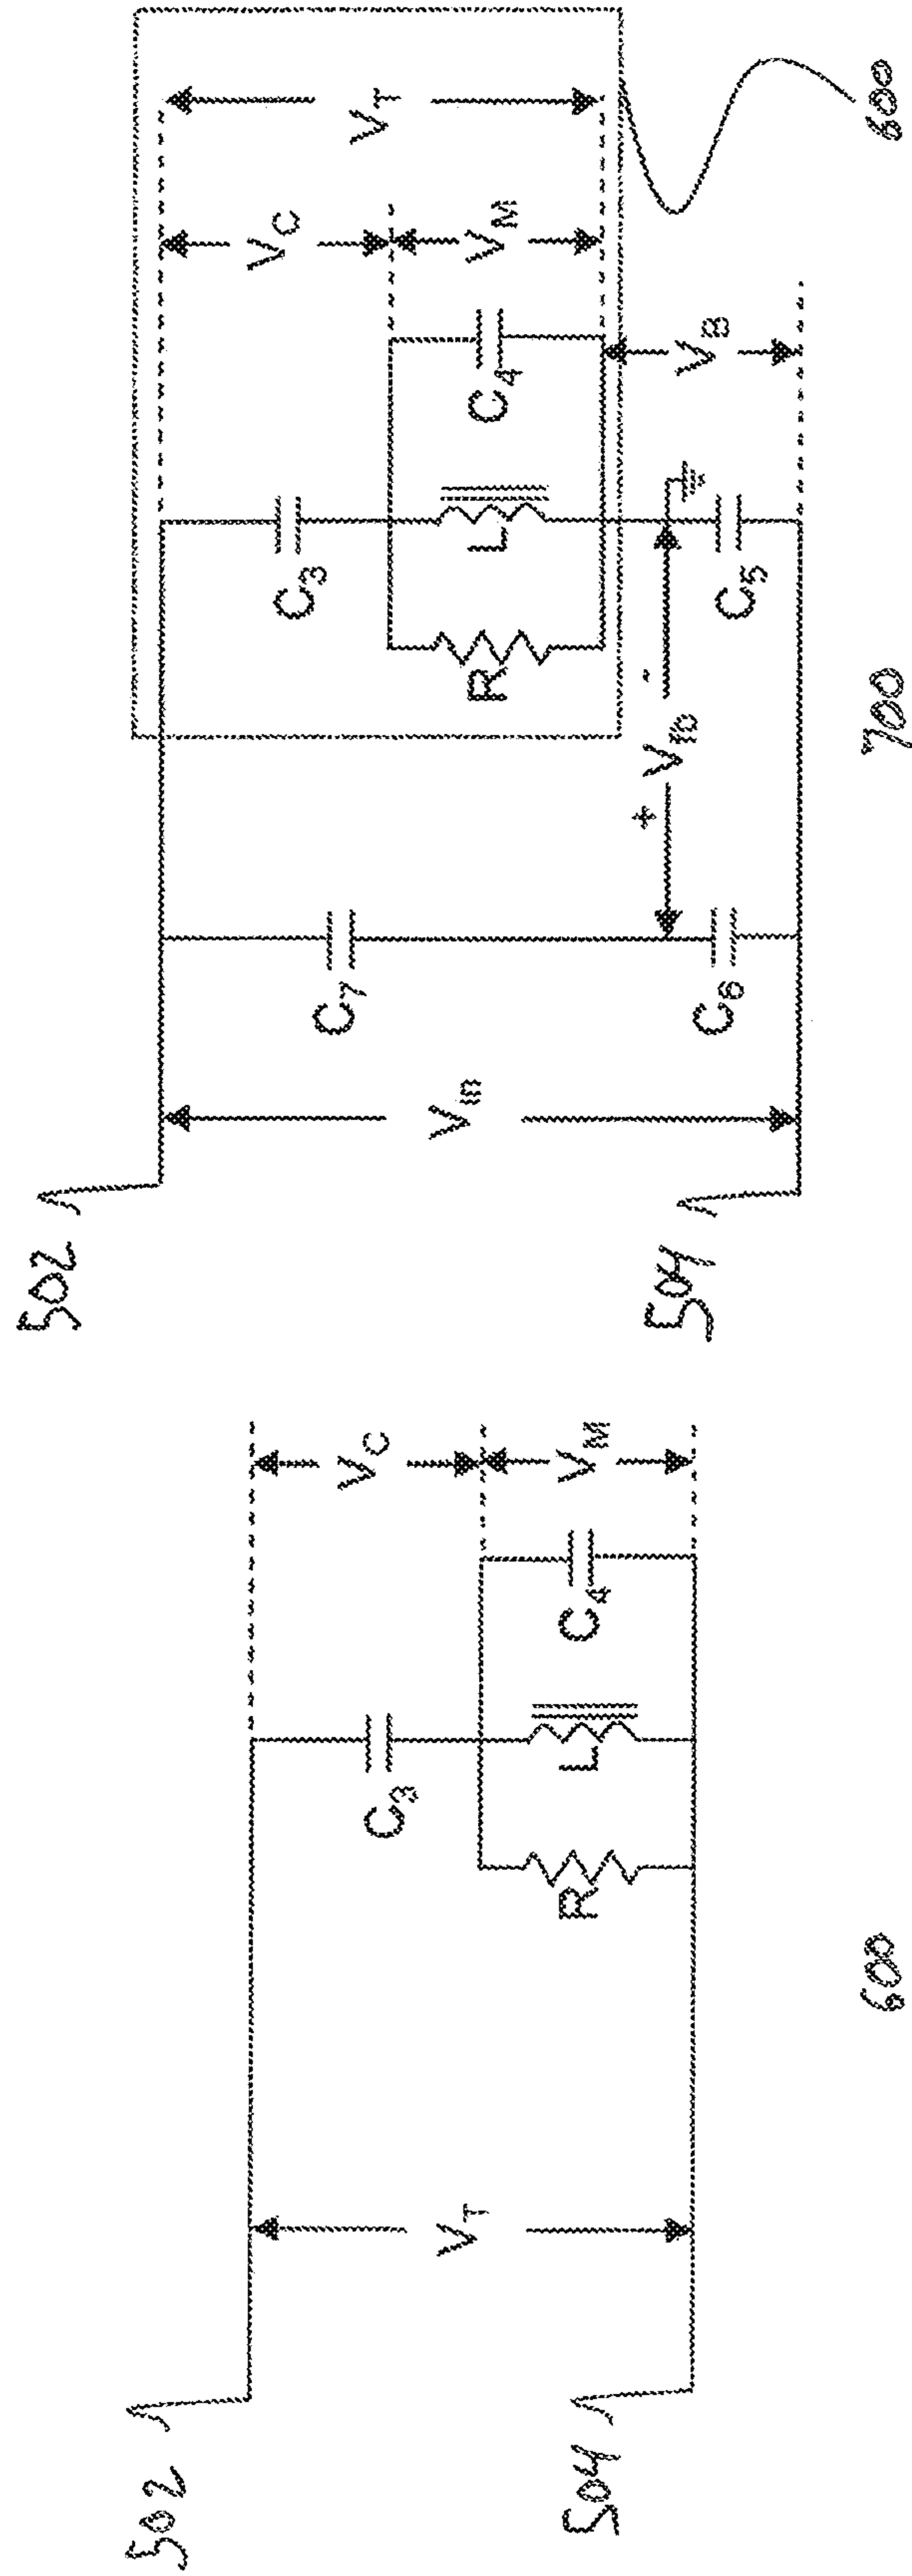 502
504
V_T
R
L
C_3
C_4
V_C
V_M
600
502
504
V_in
C_7
C_6
+ V_fb -
R
L
C_3
C_4
C_5
V_C
V_M
V_B
V_T
600
700